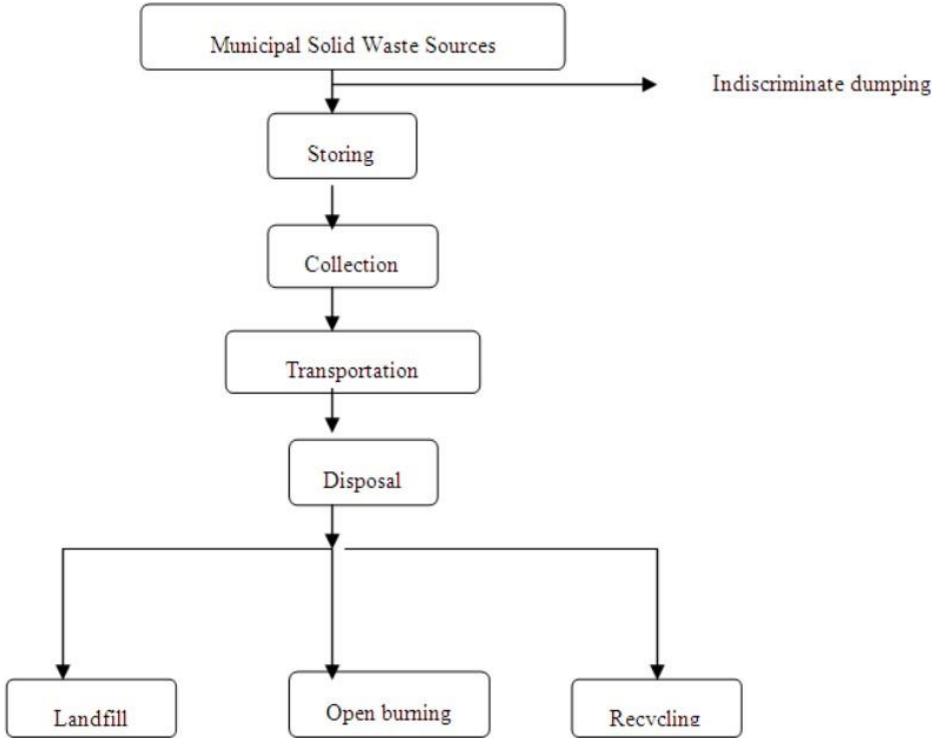 Municipal Solid Waste Sources
Indiscriminate dumping
Storing
Collection
Transportation
Disposal
Landfill
Open burning
Recycling